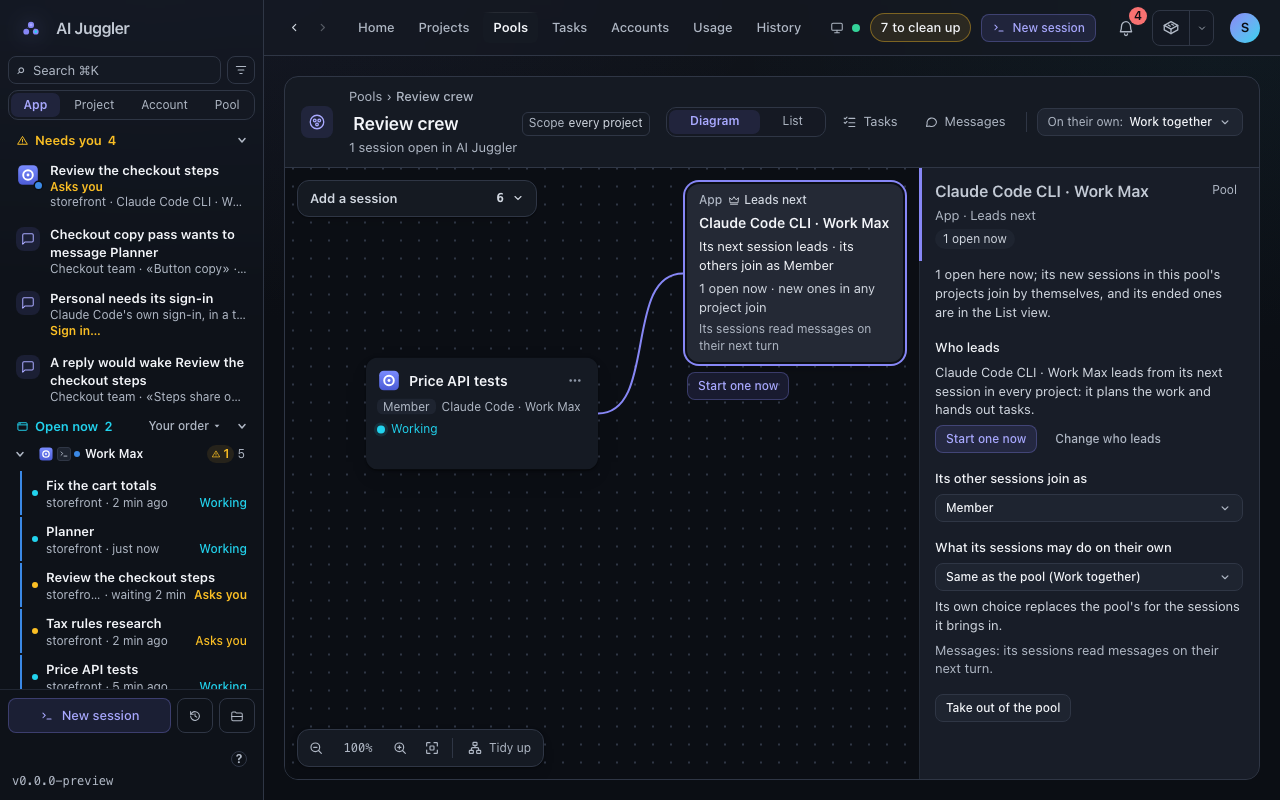 AI Juggler
Search ⌘K
App
Project
Account
Pool
Needs you 4
Review the checkout steps
Asks you
storefront · Claude Code CLI · W...
Checkout copy pass wants to
message Planner
Checkout team · «Button copy» ·...
Personal needs its sign-in
Claude Code's own sign-in, in a t...
Sign in...
A reply would wake Review the
checkout steps
Checkout team · «Steps share o...
Open now 2
Your order
Work Max
1
5
Fix the cart totals
storefront · 2 min ago
Working
Planner
storefront · just now
Working
Review the checkout steps
storefro... · waiting 2 min
Asks you
Tax rules research
storefront · 2 min ago
Asks you
Price API tests
storefront · 5 min ago
Working
New session
?
v0.0.0-preview
Home
Projects
Pools
Tasks
Accounts
Usage
History
7 to clean up
New session
4
S
Pools › Review crew
Review crew
1 session open in AI Juggler
Scope every project
Diagram
List
Tasks
Messages
On their own: Work together
Add a session
6
App Leads next
Claude Code CLI · Work Max
Its next session leads · its
others join as Member
1 open now · new ones in any
project join
Its sessions read messages on
their next turn
Start one now
Price API tests
Member Claude Code · Work Max
Working
100%
Tidy up
Claude Code CLI · Work Max
Pool
App · Leads next
1 open now
1 open here now; its new sessions in this pool's
projects join by themselves, and its ended ones
are in the List view.
Who leads
Claude Code CLI · Work Max leads from its next
session in every project: it plans the work and
hands out tasks.
Start one now
Change who leads
Its other sessions join as
Member
What its sessions may do on their own
Same as the pool (Work together)
Its own choice replaces the pool's for the sessions
it brings in.
Messages: its sessions read messages on their
next turn.
Take out of the pool